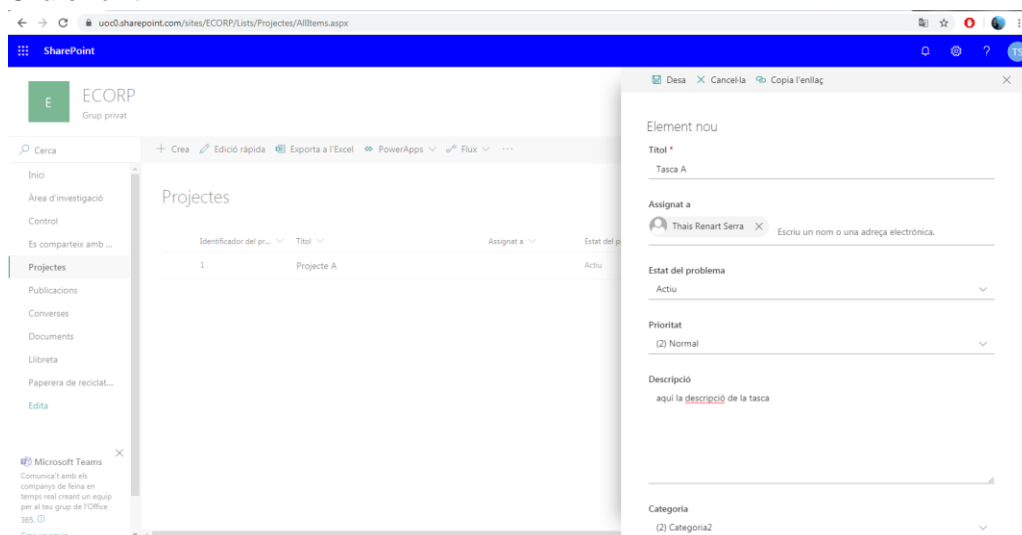 uoc0.sharepoint.com/sites/ECORP/Lists/Projectes/AllItems.aspx
SharePoint
TS
E
ECORP
Grup privat
Cerca
Inici
Àrea d'investigació
Control
Es comparteix amb ...
Projectes
Publicacions
Converses
Documents
Llibreta
Paperera de reciclat...
Edita
Microsoft Teams
Comunica't amb els
companys de feina en
temps real creant un equip
per al teu grup de l'Office
365.
Crea Edició ràpida Exporta a l'Excel PowerApps Flux ...
Projectes
Identificador del pr... Títol Assignat a Estat del p
1 Projecte A Actiu
Desa Cancel·la Copia l'enllaç
Element nou
Títol *
Tasca A
Assignat a
Thais Renart Serra Escriu un nom o una adreça electrònica.
Estat del problema
Actiu
Prioritat
(2) Normal
Descripció
aquí la descripció de la tasca
Categoria
(2) Categoria2